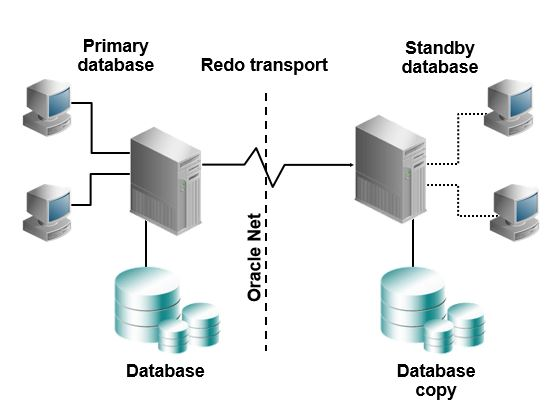 Primary
database
Redo transport
Standby
database
Oracle Net
Database
Database
copy